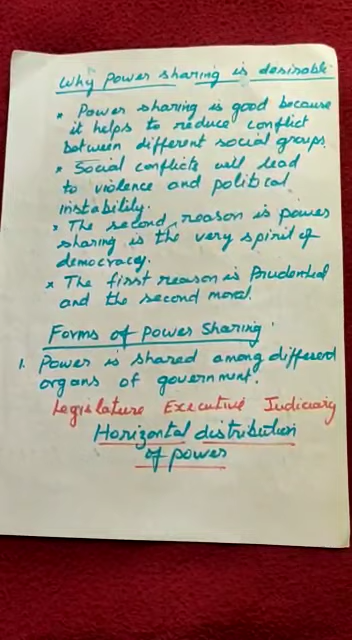 Why Power sharing is desirable
* Power sharing is good because
it helps to reduce conflict
between different social groups.
* Social conflicts will lead
to violence and political
instability.
* The second reason is power
sharing is the very spirit of
democracy.
* The first reason is Prudential
and the second moral.
Forms of Power Sharing
1. Power is shared among different
organs of government.
Legislature Executive Judiciary
Horizontal distribution
of power